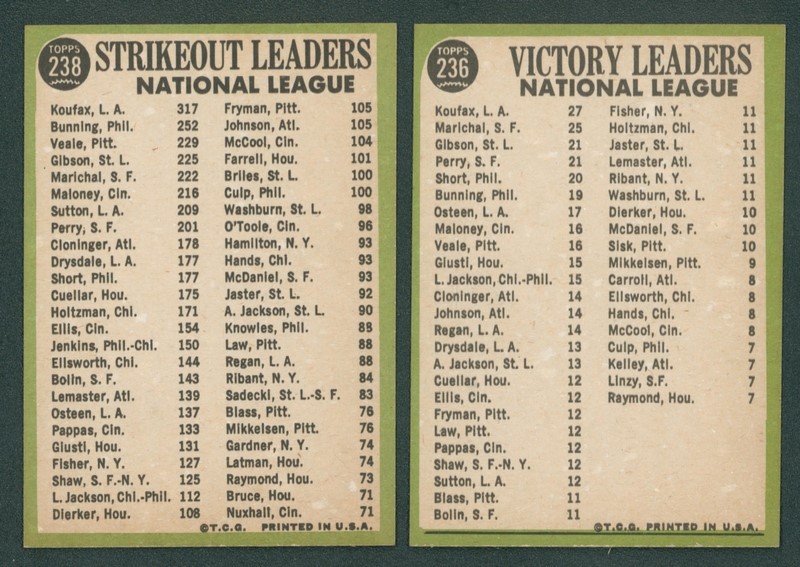 TOPPS
238
STRIKEOUT LEADERS
NATIONAL LEAGUE
Koufax, L. A. 317
Bunning, Phil. 252
Veale, Pitt. 229
Gibson, St. L. 225
Marichal, S. F. 222
Maloney, Cin. 216
Sutton, L. A. 209
Perry, S. F. 201
Cloninger, Atl. 178
Drysdale, L. A. 177
Short, Phil. 177
Cuellar, Hou. 175
Holtzman, Chi. 171
Ellis, Cin. 154
Jenkins, Phil.-Chi. 150
Ellsworth, Chi. 144
Bolin, S. F. 143
Lemaster, Atl. 139
Osteen, L. A. 137
Pappas, Cin. 133
Giusti, Hou. 131
Fisher, N. Y. 127
Shaw, S. F.-N. Y. 125
L. Jackson, Chi.-Phil. 112
Dierker, Hou. 108
Fryman, Pitt. 105
Johnson, Atl. 105
McCool, Cin. 104
Farrell, Hou. 101
Briles, St. L. 100
Culp, Phil. 100
Washburn, St. L. 98
O'Toole, Cin. 96
Hamilton, N. Y. 93
Hands, Chi. 93
McDaniel, S. F. 93
Jaster, St. L. 92
A. Jackson, St. L. 90
Knowles, Phil. 88
Law, Pitt. 88
Regan, L. A. 88
Ribant, N. Y. 84
Sadecki, St. L.-S. F. 83
Blass, Pitt. 76
Mikkelsen, Pitt. 76
Gardner, N. Y. 74
Latman, Hou. 74
Raymond, Hou. 73
Bruce, Hou. 71
Nuxhall, Cin. 71
©T.C.G. PRINTED IN U.S.A.
TOPPS
236
VICTORY LEADERS
NATIONAL LEAGUE
Koufax, L. A. 27
Marichal, S. F. 25
Gibson, St. L. 21
Perry, S. F. 21
Short, Phil. 20
Bunning, Phil. 19
Osteen, L. A. 17
Maloney, Cin. 16
Veale, Pitt. 16
Giusti, Hou. 15
L. Jackson, Chi.-Phil. 15
Cloninger, Atl. 14
Johnson, Atl. 14
Regan, L. A. 14
Drysdale, L. A. 13
A. Jackson, St. L. 13
Cuellar, Hou. 12
Ellis, Cin. 12
Fryman, Pitt. 12
Law, Pitt. 12
Pappas, Cin. 12
Shaw, S. F.-N. Y. 12
Sutton, L. A. 12
Blass, Pitt. 11
Bolin, S. F. 11
Fisher, N. Y. 11
Holtzman, Chi. 11
Jaster, St. L. 11
Lemaster, Atl. 11
Ribant, N. Y. 11
Washburn, St. L. 11
Dierker, Hou. 10
McDaniel, S. F. 10
Sisk, Pitt. 10
Mikkelsen, Pitt. 9
Carroll, Atl. 8
Ellsworth, Chi. 8
Hands, Chi. 8
McCool, Cin. 8
Culp, Phil. 7
Kelley, Atl. 7
Linzy, S.F. 7
Raymond, Hou. 7
©T.C.G. PRINTED IN U.S.A.